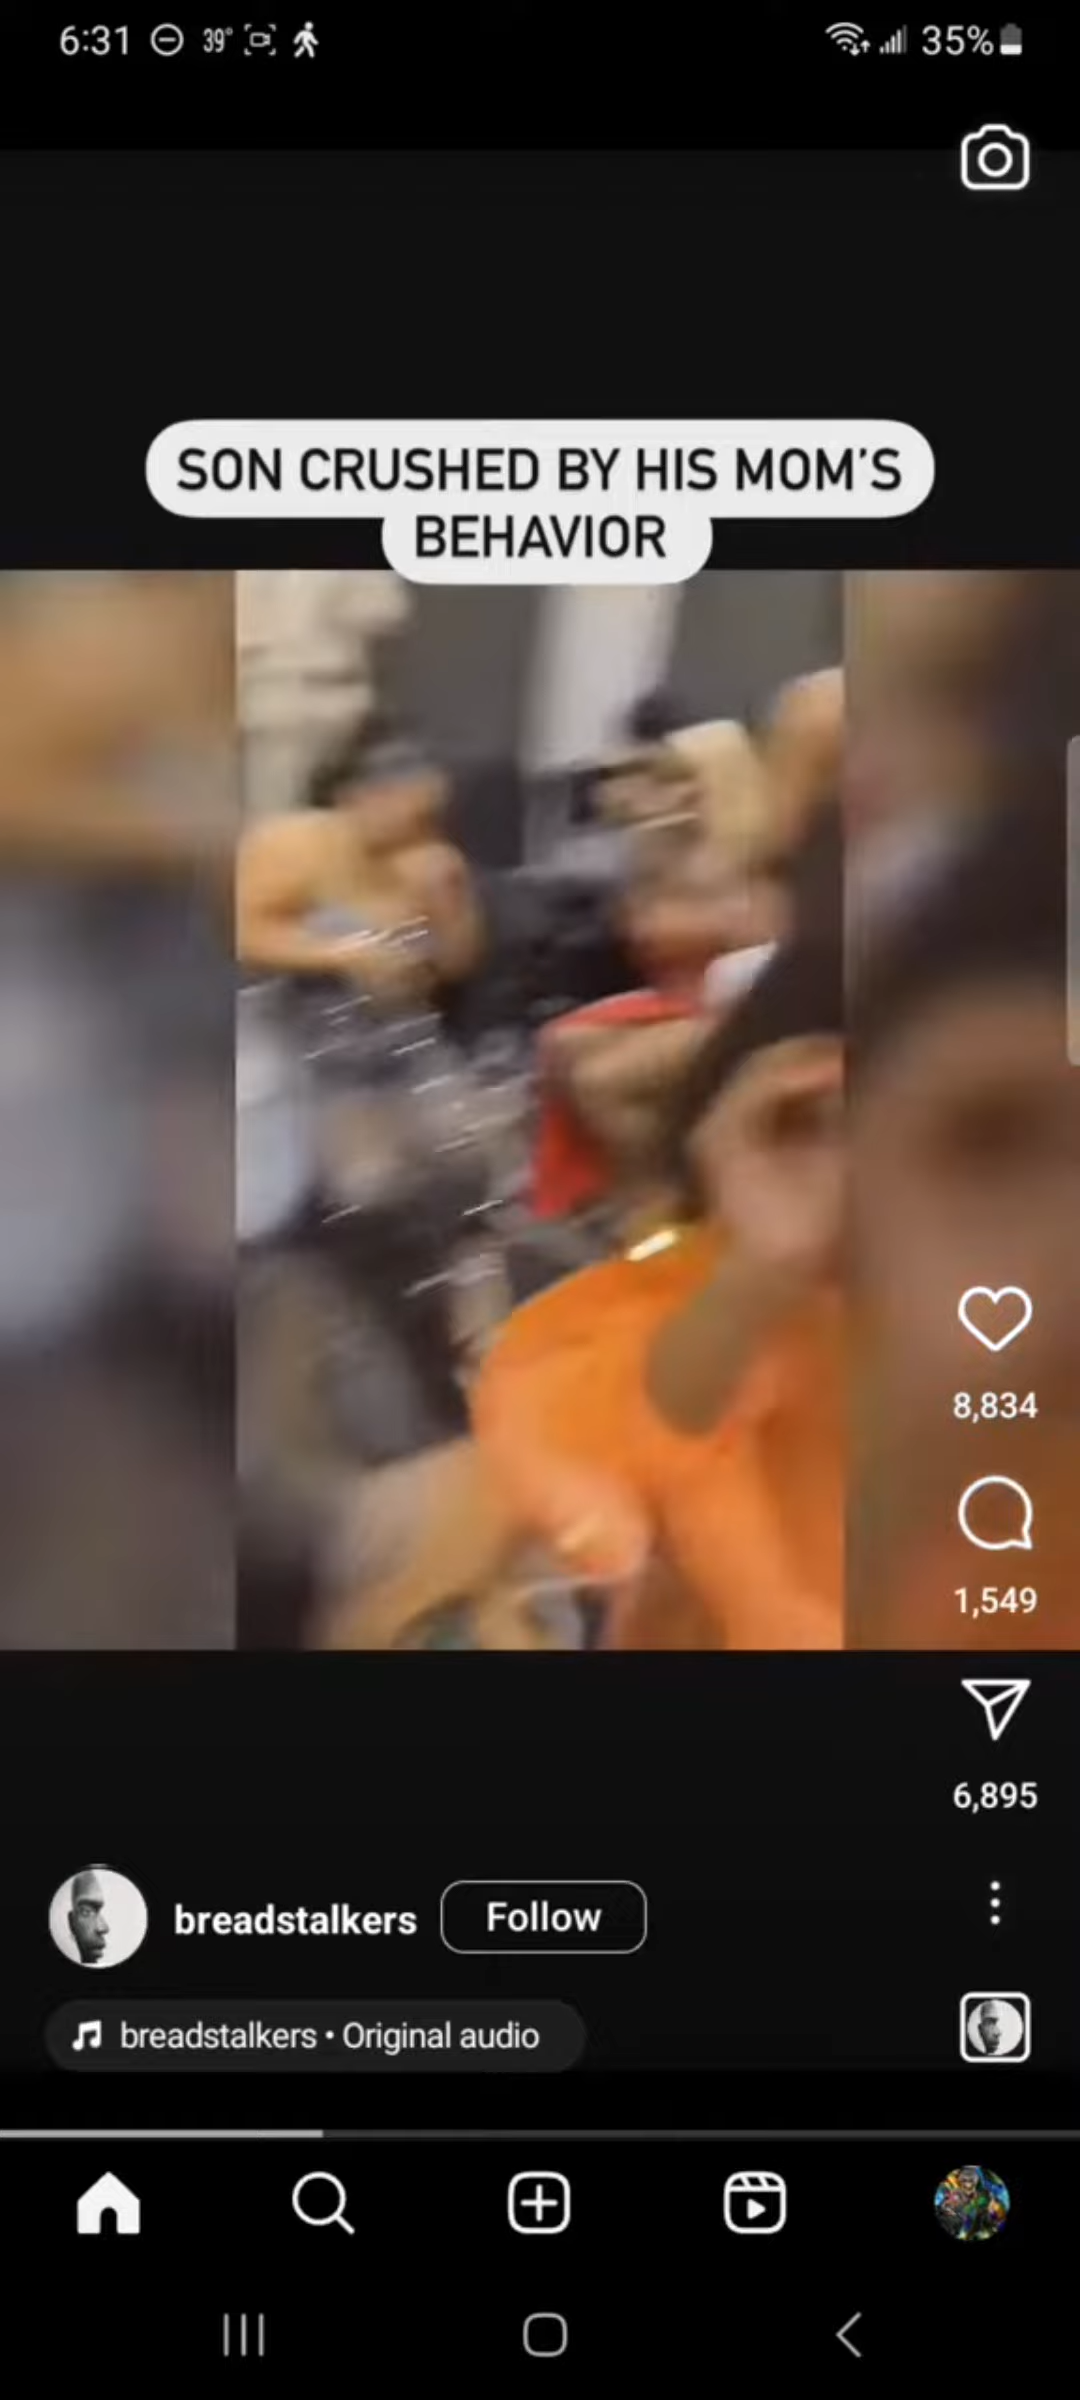 6:31 39° 35%
SON CRUSHED BY HIS MOM'S
BEHAVIOR
8,834
1,549
6,895
breadstalkers Follow
breadstalkers • Original audio